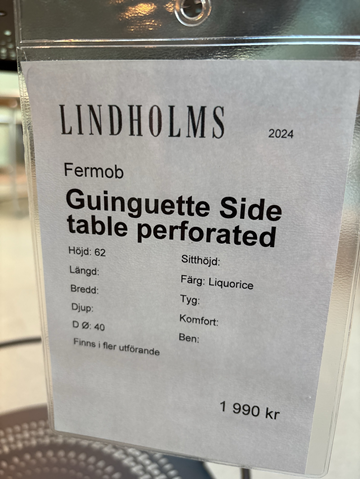 LINDHOLMS 2024
Fermob
Guinguette Side
table perforated
Höjd: 62 Sitthöjd:
Längd: Färg: Liquorice
Bredd: Tyg:
Djup: Komfort:
D Ø: 40 Ben:
Finns i fler utförande
1 990 kr